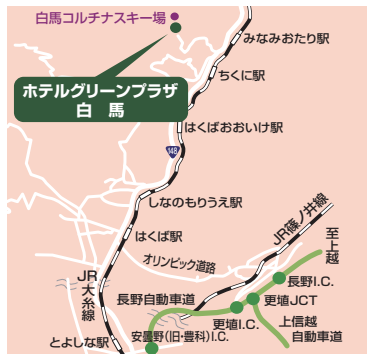 白馬コルチナスキー場
みなみおたり駅
ちくに駅
ホテルグリーンプラザ
白馬
はくばおおいけ駅
148
しなのもりうえ駅
はくば駅
オリンピック道路
JR篠ノ井線
至上越
JR大糸線
長野自動車道
長野I.C.
更埴JCT
更埴I.C.
上信越
自動車道
安曇野(旧・豊科)I.C.
とよしな駅